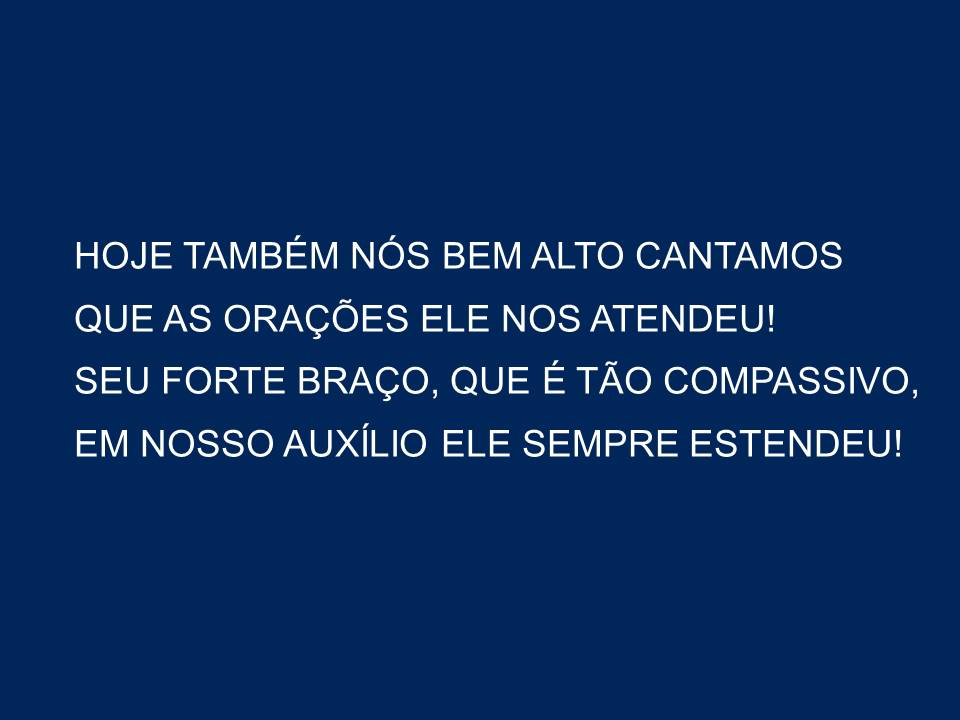 HOJE TAMBÉM NÓS BEM ALTO CANTAMOS
QUE AS ORAÇÕES ELE NOS ATENDEU!
SEU FORTE BRAÇO, QUE É TÃO COMPASSIVO,
EM NOSSO AUXÍLIO ELE SEMPRE ESTENDEU!